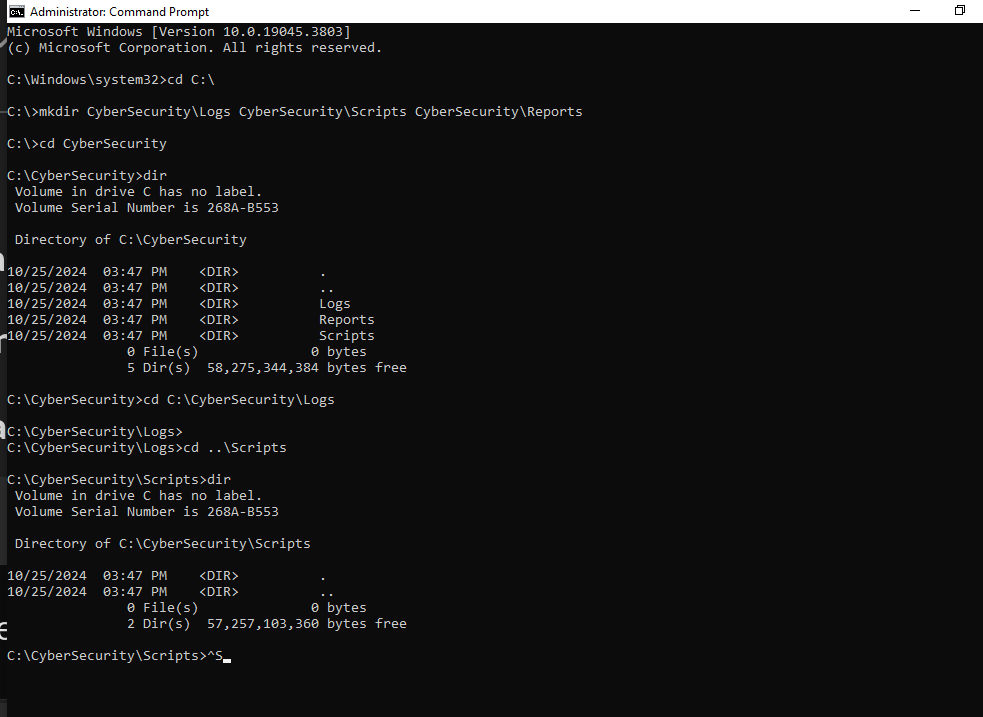 Administrator: Command Prompt
Microsoft Windows [Version 10.0.19045.3803]
(c) Microsoft Corporation. All rights reserved.
C:\Windows\system32>cd C:\
C:\>mkdir CyberSecurity\Logs CyberSecurity\Scripts CyberSecurity\Reports
C:\>cd CyberSecurity
C:\CyberSecurity>dir
 Volume in drive C has no label.
 Volume Serial Number is 268A-B553
 Directory of C:\CyberSecurity
10/25/2024  03:47 PM    <DIR>          .
10/25/2024  03:47 PM    <DIR>          ..
10/25/2024  03:47 PM    <DIR>          Logs
10/25/2024  03:47 PM    <DIR>          Reports
10/25/2024  03:47 PM    <DIR>          Scripts
               0 File(s)              0 bytes
               5 Dir(s)  58,275,344,384 bytes free
C:\CyberSecurity>cd C:\CyberSecurity\Logs
C:\CyberSecurity\Logs>
C:\CyberSecurity\Logs>cd ..\Scripts
C:\CyberSecurity\Scripts>dir
 Volume in drive C has no label.
 Volume Serial Number is 268A-B553
 Directory of C:\CyberSecurity\Scripts
10/25/2024  03:47 PM    <DIR>          .
10/25/2024  03:47 PM    <DIR>          ..
               0 File(s)              0 bytes
               2 Dir(s)  57,257,103,360 bytes free
C:\CyberSecurity\Scripts>^S